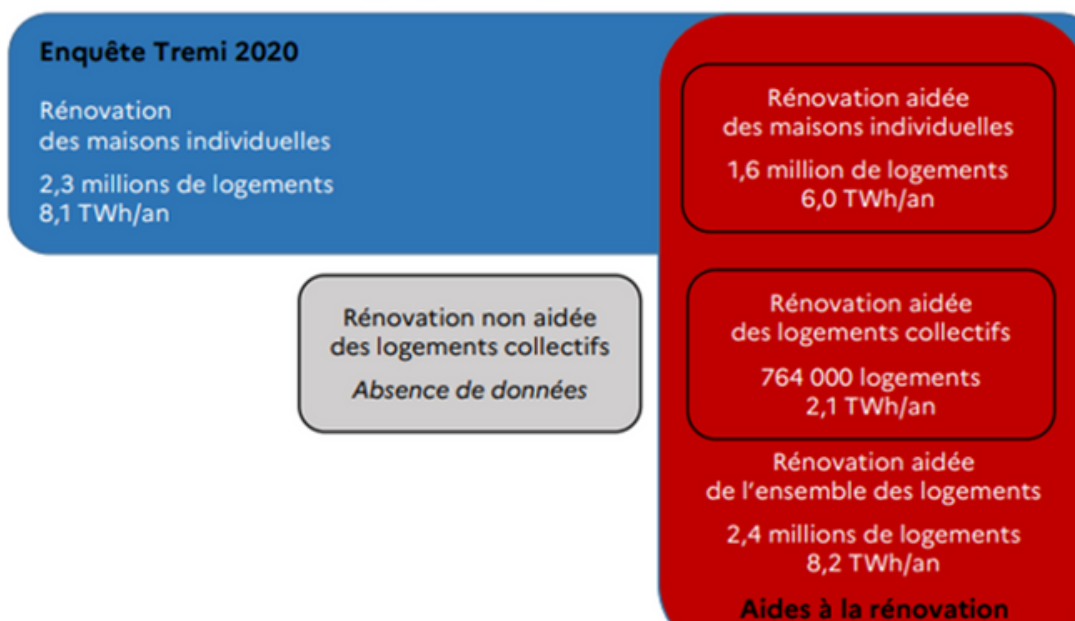 Enquête Tremi 2020
Rénovation
des maisons individuelles
2,3 millions de logements
8,1 TWh/an
Rénovation aidée
des maisons individuelles
1,6 million de logements
6,0 TWh/an
Rénovation non aidée
des logements collectifs
Absence de données
Rénovation aidée
des logements collectifs
764 000 logements
2,1 TWh/an
Rénovation aidée
de l'ensemble des logements
2,4 millions de logements
8,2 TWh/an
Aides à la rénovation